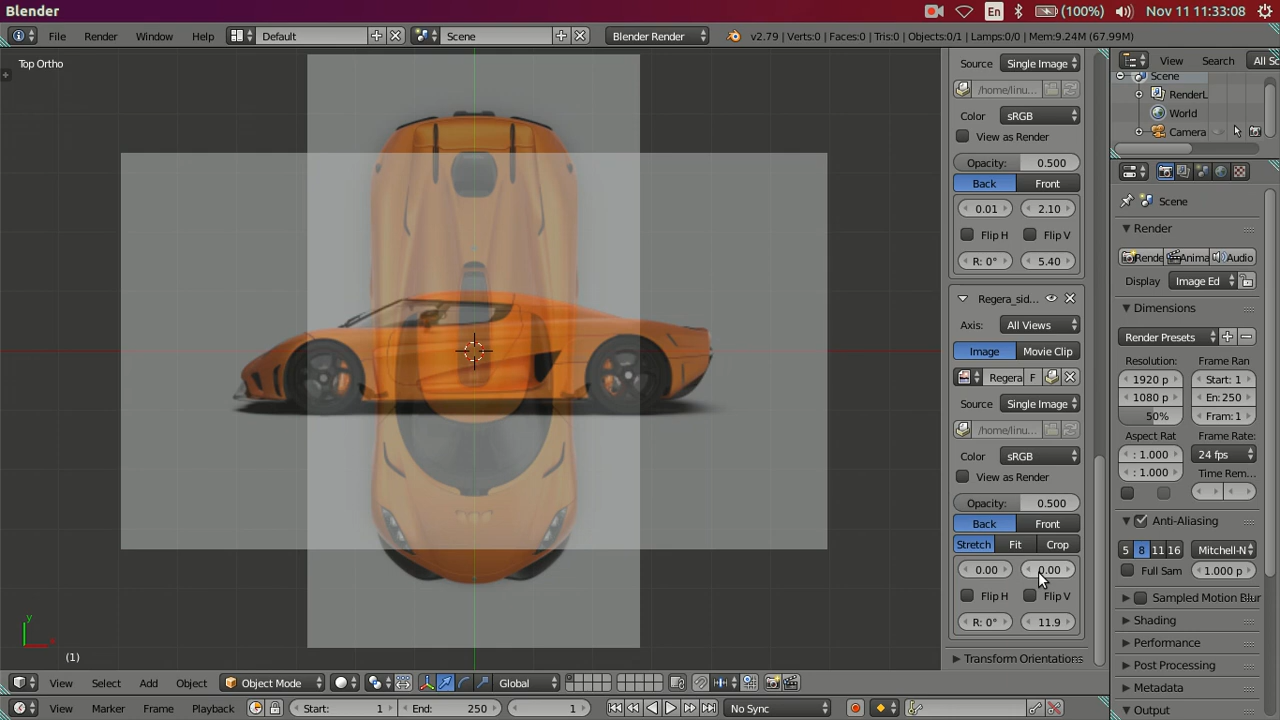 Blender
En
(100%)
Nov 11 11:33:08
File Render Window Help Default Scene Blender Render v2.79 | Verts:0 | Faces:0 | Tris:0 | Objects:0/1 | Lamps:0/0 | Mem:9.24M (67.99M)
View Search All Sc
Top Ortho
Source Single Image
/home/linu...
Color sRGB
View as Render
Opacity: 0.500
Back Front
0.01 2.10
Flip H Flip V
R: 0° 5.40
Regera_sid...
Axis: All Views
Image Movie Clip
Regera F
Source Single Image
/home/linu...
Color sRGB
View as Render
Opacity: 0.500
Back Front
Stretch Fit Crop
0.00 0.00
Flip H Flip V
R: 0° 11.9
Transform Orientations
Scene
RenderL
World
Camera
Scene
Render
Rende Anima Audio
Display Image Ed
Dimensions
Render Presets
Resolution: Frame Ran
1920 p Start: 1
1080 p En: 250
50% Fram: 1
Aspect Rat Frame Rate:
: 1.000 24 fps
: 1.000 Time Rem...
Anti-Aliasing
5 8 11 16 Mitchell-N
Full Sam 1.000 p
Sampled Motion Blur
Shading
Performance
Post Processing
Metadata
Output
y
(1)
View Select Add Object Object Mode Global
View Marker Frame Playback Start: 1 End: 250 1 No Sync